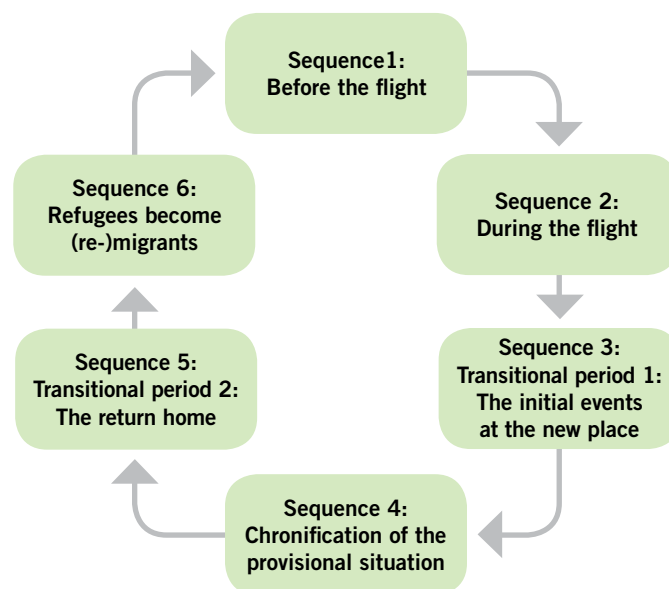 Sequence1:
Before the flight
Sequence 2:
During the flight
Sequence 3:
Transitional period 1:
The initial events
at the new place
Sequence 4:
Chronification of the
provisional situation
Sequence 5:
Transitional period 2:
The return home
Sequence 6:
Refugees become
(re-)migrants